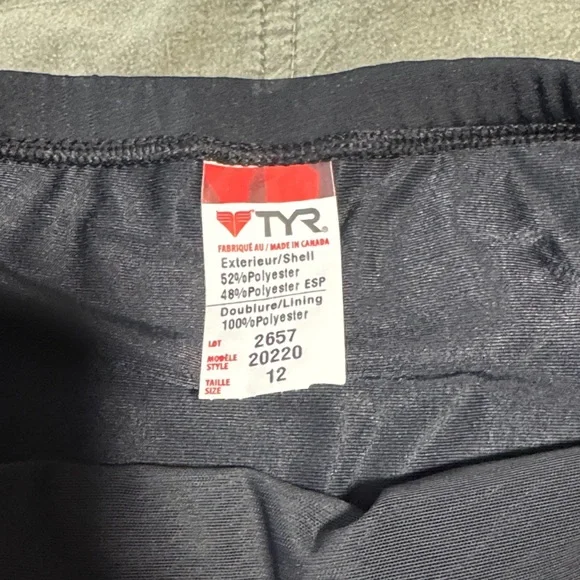 TYR®
FABRIQUÉ AU / MADE IN CANADA
Exterieur/Shell
52%Polyester
48%Polyester ESP
Doubiure/Lining
100%Polyester
LOT 2657
MODÈLE STYLE 20220
TAILLE SIZE 12